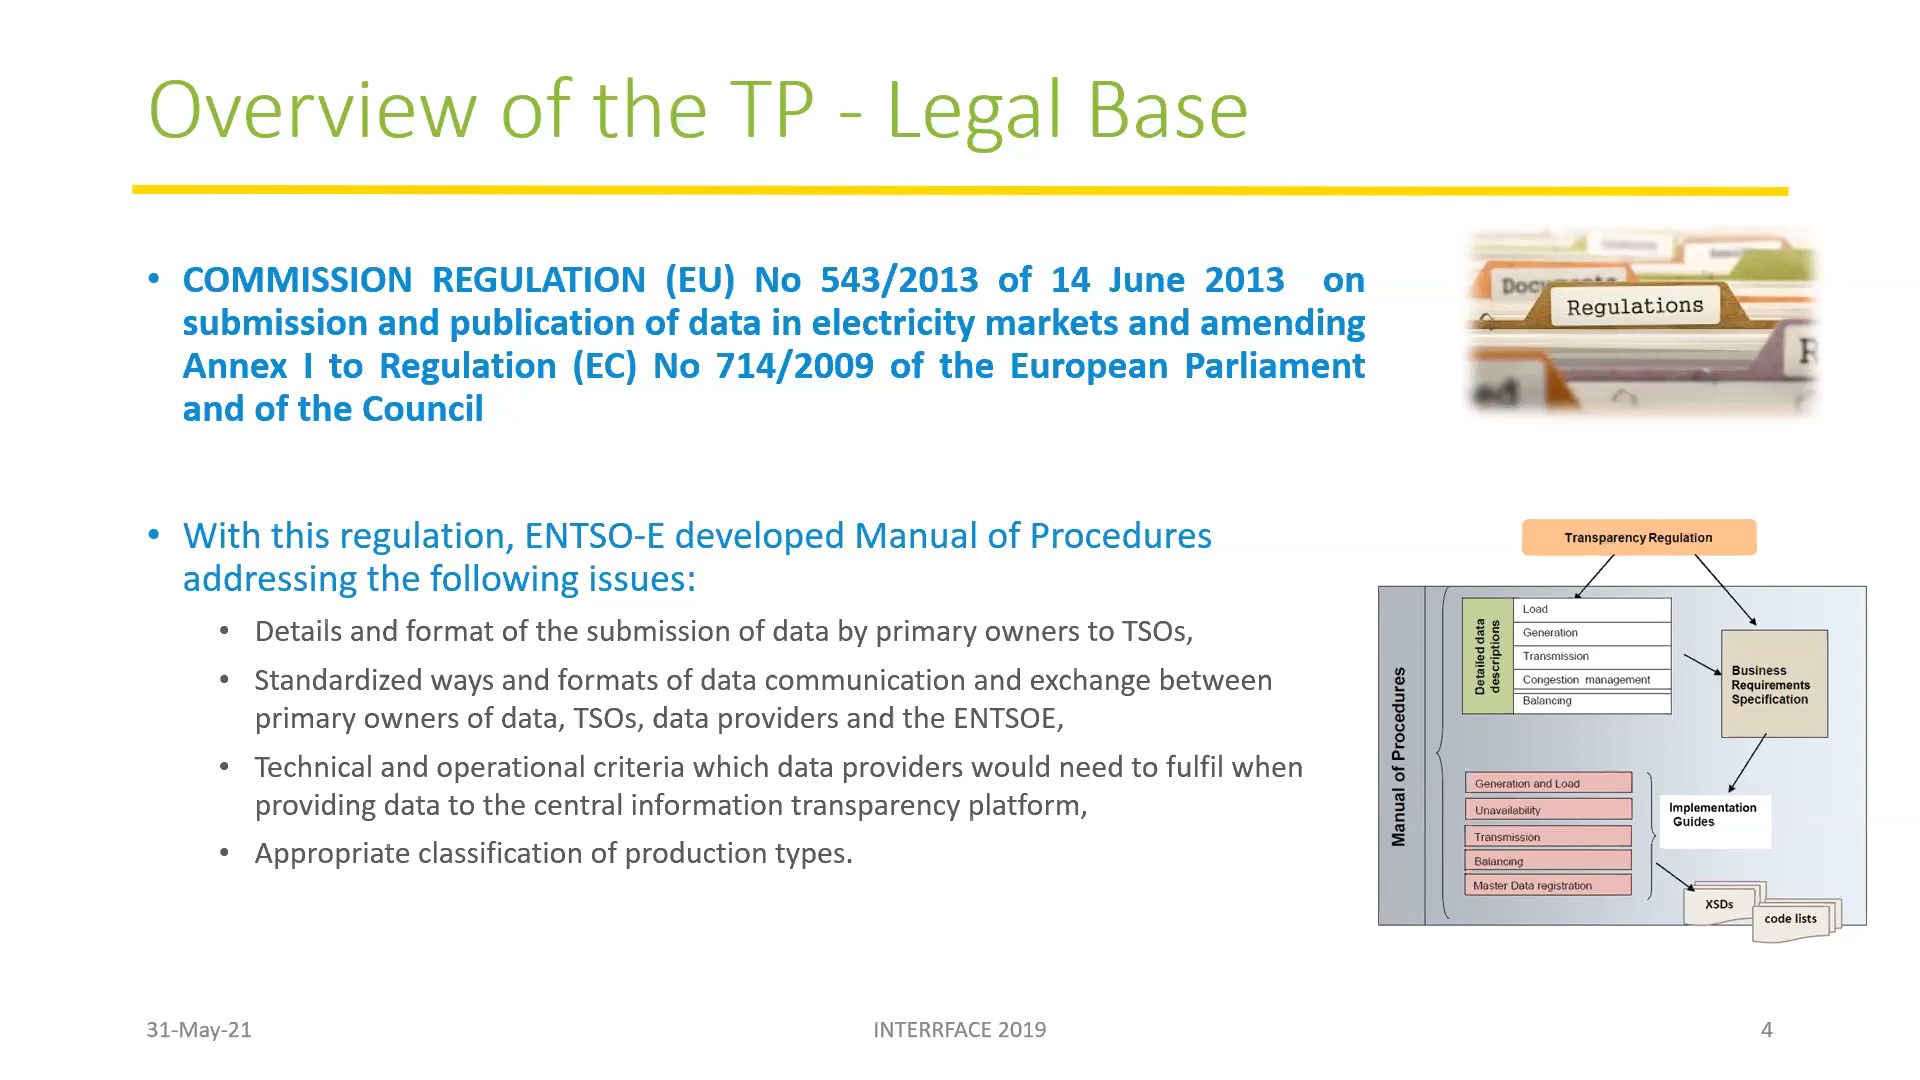 Overview of the TP - Legal Base
• COMMISSION REGULATION (EU) No 543/2013 of 14 June 2013 on
submission and publication of data in electricity markets and amending
Annex I to Regulation (EC) No 714/2009 of the European Parliament
and of the Council
Documents
Regulations
• With this regulation, ENTSO-E developed Manual of Procedures
addressing the following issues:
• Details and format of the submission of data by primary owners to TSOs,
• Standardized ways and formats of data communication and exchange between
primary owners of data, TSOs, data providers and the ENTSOE,
• Technical and operational criteria which data providers would need to fulfil when
providing data to the central information transparency platform,
• Appropriate classification of production types.
Transparency Regulation
Manual of Procedures
Detailed data
descriptions
Load
Generation
Transmission
Congestion management
Balancing
Business
Requirements
Specification
Generation and Load
Unavailability
Transmission
Balancing
Master Data registration
Implementation
Guides
XSDs
code lists
31-May-21
INTERRFACE 2019
4